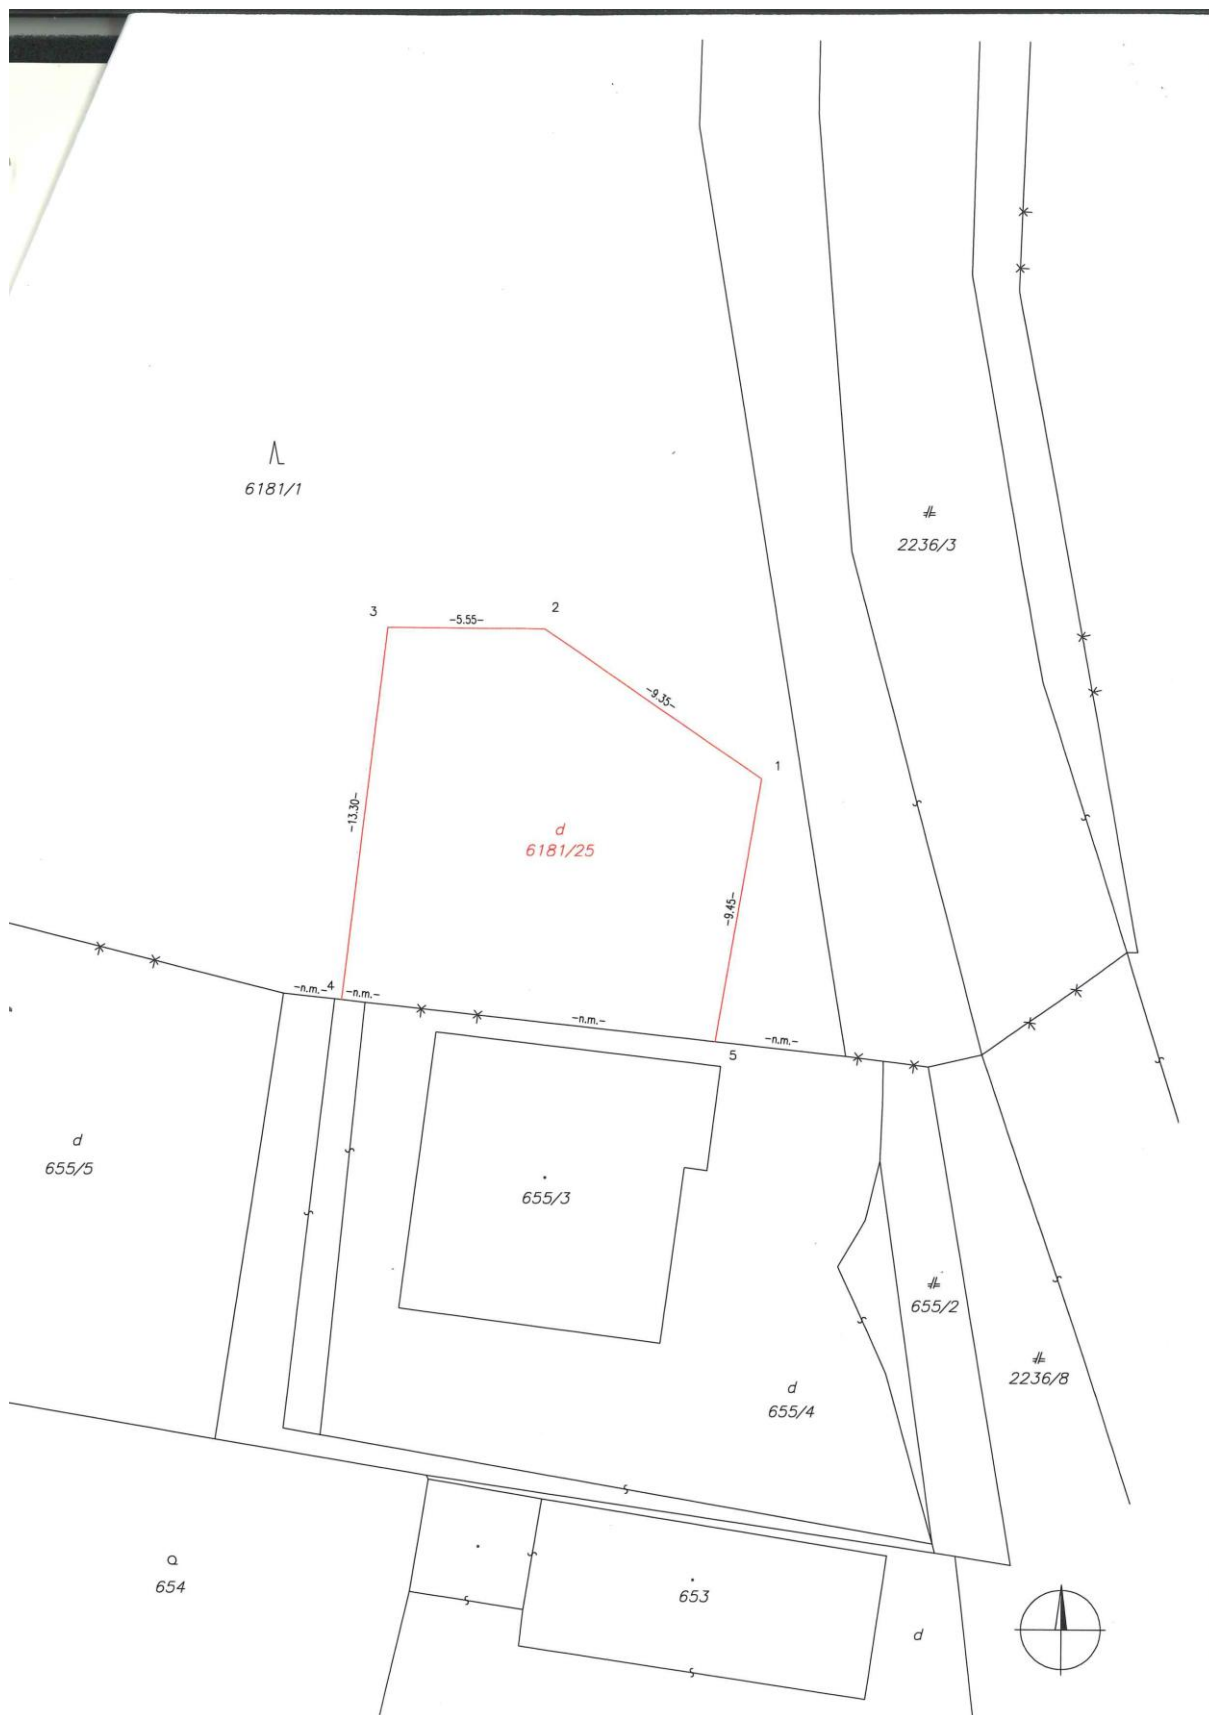 6181/1
2236/3
3
-5.55-
2
-9.35-
1
-13.30-
d
6181/25
-9.45-
-n.m.-
4
-n.m.-
-n.m.-
-n.m.-
5
d
655/5
655/3
655/2
2236/8
d
655/4
654
653
d